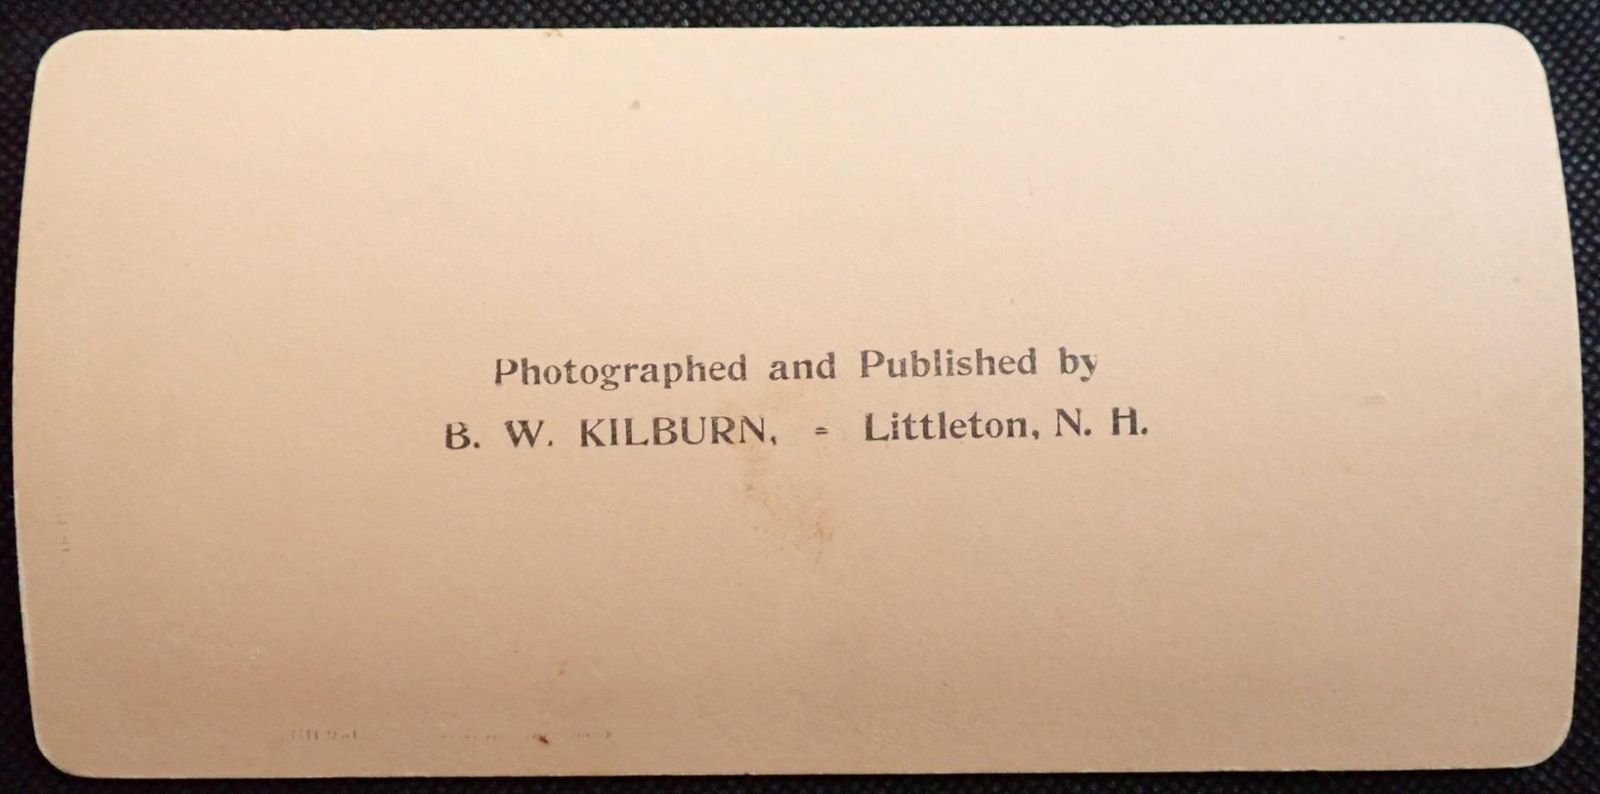 Photographed and Published by
B. W. KILBURN, - Littleton, N. H.